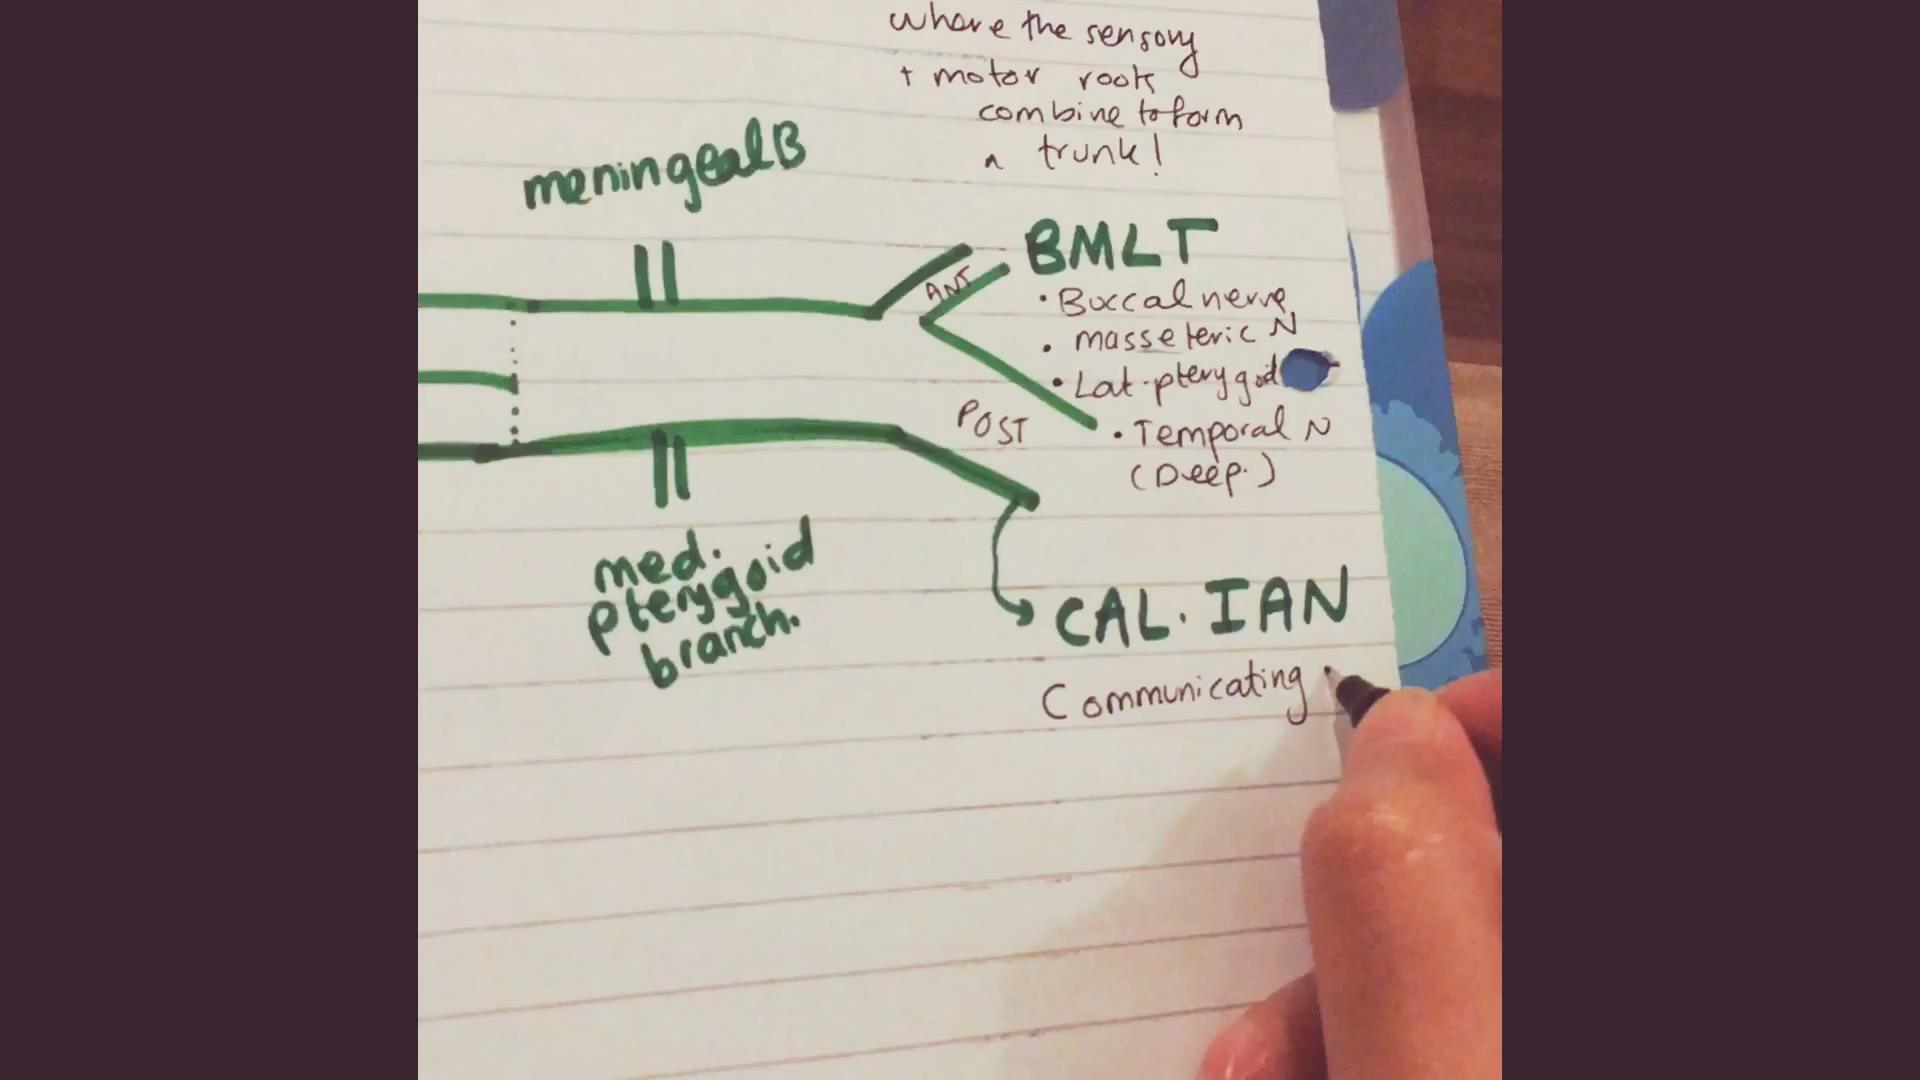 where the sensory
+ motor roots
combine to form
a trunk!
meningealB
BMLT
ANT
• Buccal nerve
• masseteric N
• Lat-pterygoid
POST
• Temporal N
(Deep.)
med.
pterygoid
branch.
CAL.IAN
Communicating